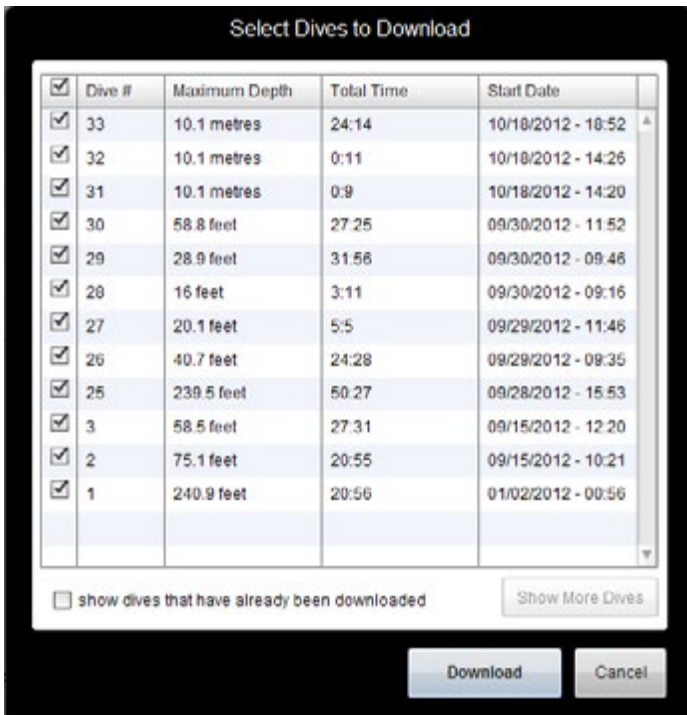 Select Dives to Download
Dive # Maximum Depth Total Time Start Date
33 10.1 metres 24:14 10/18/2012 - 18:52
32 10.1 metres 0:11 10/18/2012 - 14:26
31 10.1 metres 0:9 10/18/2012 - 14:20
30 58.8 feet 27:25 09/30/2012 - 11:52
29 28.9 feet 31:56 09/30/2012 - 09:46
28 16 feet 3:11 09/30/2012 - 09:16
27 20.1 feet 5:5 09/29/2012 - 11:46
26 40.7 feet 24:28 09/29/2012 - 09:35
25 239.5 feet 50:27 09/28/2012 - 15:53
3 58.5 feet 27:31 09/15/2012 - 12:20
2 75.1 feet 20:55 09/15/2012 - 10:21
1 240.9 feet 20:56 01/02/2012 - 00:56
show dives that have already been downloaded Show More Dives
Download Cancel